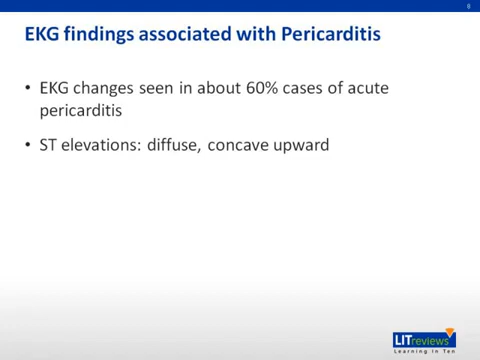 8
EKG findings associated with Pericarditis
• EKG changes seen in about 60% cases of acute
pericarditis
• ST elevations: diffuse, concave upward
LITreviews
Learning in Ten